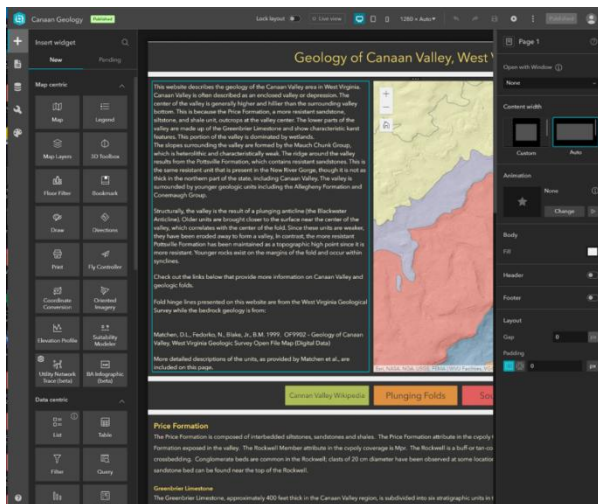 Canaan Geology
Published
Lock layout
Live view
1280 × Auto
Published
Insert widget
New
Pending
Map centric
Map
Legend
Map Layers
3D Toolbox
Floor Filter
Bookmark
Draw
Directions
Print
Fly Controller
Coordinate Conversion
Oriented Imagery
Elevation Profile
Suitability Modeler
Utility Network Trace (beta)
BA Infographic (beta)
Data centric
List
Table
Filter
Query
Geology of Canaan Valley, West V
This website describes the geology of the Canaan Valley area in West Virginia.
Canaan Valley is often described as an enclosed valley or depression. The
center of the valley is generally higher and hillier than the surrounding valley
bottom. This is because the Price Formation, a more resistant sandstone,
siltstone, and shale unit, outcrops at the valley center. The lower parts of the
valley are made up of the Greenbrier Limestone and show characteristic karst
features. This portion of the valley is dominated by wetlands.
The slopes surrounding the valley are formed by the Mauch Chunk Group,
which is heterolithic and characteristically weak. The ridge around the valley
results from the Pottsville Formation, which contains resistant sandstones. This is
the same resistant unit that is present in the New River Gorge, though it is not as
thick in the northern part of the state, including Canaan Valley. The valley is
surrounded by younger geologic units including the Allegheny Formation and
Conemaugh Group.
Structurally, the valley is the result of a plunging anticline (the Blackwater
Anticline). Older units are brought closer to the surface near the center of the
valley, which correlates with the center of the fold. Since these units are weaker,
they have been eroded away to form a valley. In contrast, the more resistant
Pottsville Formation has been maintained as a topographic high point since it is
more resistant. Younger rocks exist on the margins of the fold and occur within
synclines.
Check out the links below that provide more information on Canaan Valley and
geologic folds.
Fold hinge lines presented on this website are from the West Virginia Geological
Survey while the bedrock geology is from:
Matchen, D.L., Fedorko, N., Blake, Jr., B.M. 1999. OF9902 - Geology of Canaan
Valley, West Virginia Geologic Survey Open File Map (Digital Data)
More detailed descriptions of the units, as provided by Matchen et al., are
included on this page.
Cannan Valley Wikipedia
Plunging Folds
Sou
Price Formation
The Price Formation is composed of interbedded siltstones, sandstones and shales. The Price Formation attribute in the cvpoly
Formation exposed in the valley. The Rockwell Member attribute in the cvpoly coverage is Mpr. The Rockwell is a buff or tan co
crossbedding. Conglomerate beds are common in the Rockwell; clasts of 20 cm diameter have been observed at some location
sandstone bed can be found near the top of the Rockwell.
Greenbrier Limestone
The Greenbrier Limestone, approximately 400 feet thick in the Canaan Valley region, is subdivided into six stratigraphic units in
Page 1
Open with Window
None
Content width
Custom
Auto
Animation
None
Change
Body
Fill
Header
Footer
Layout
Gap
0
px
Padding
0
px